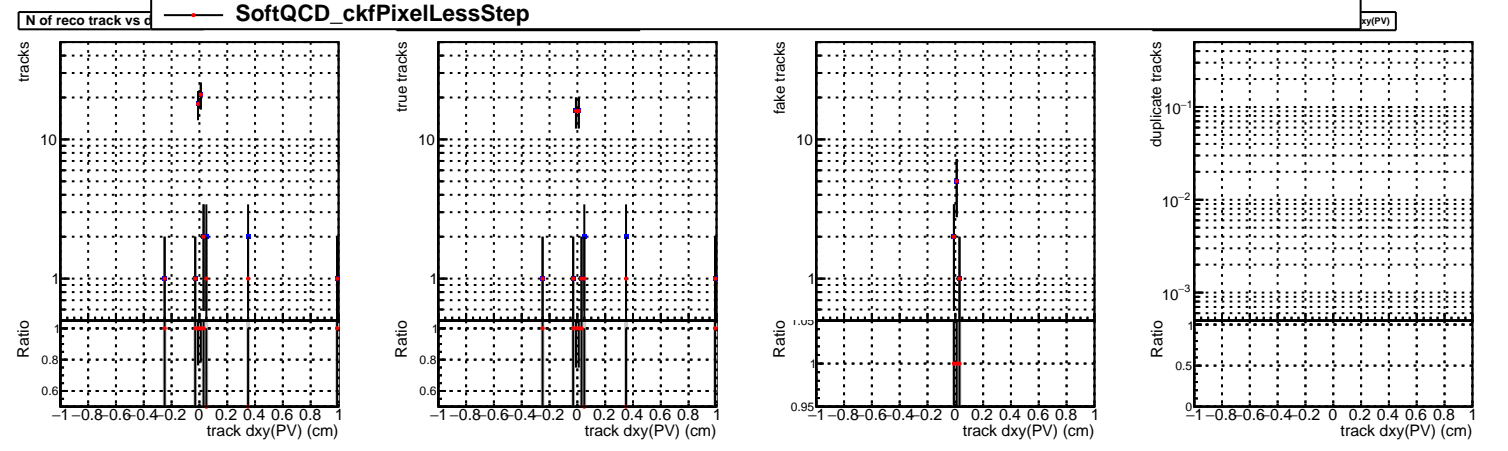 SoftQCD_ckfPixelLessStep
N of reco track vs d
xy(PV)
tracks
10
1
Ratio
1
0.8
0.6
−1 −0.8 −0.6 −0.4 −0.2 0 0.2 0.4 0.6 0.8 1
track dxy(PV) (cm)
true tracks
10
1
Ratio
1
0.8
0.6
−1 −0.8 −0.6 −0.4 −0.2 0 0.2 0.4 0.6 0.8 1
track dxy(PV) (cm)
fake tracks
10
1
Ratio
1.05
1
0.95
−1 −0.8 −0.6 −0.4 −0.2 0 0.2 0.4 0.6 0.8 1
track dxy(PV) (cm)
duplicate tracks
10−1
10−2
10−3
Ratio
1
0.5
0
−1 −0.8 −0.6 −0.4 −0.2 0 0.2 0.4 0.6 0.8 1
track dxy(PV) (cm)